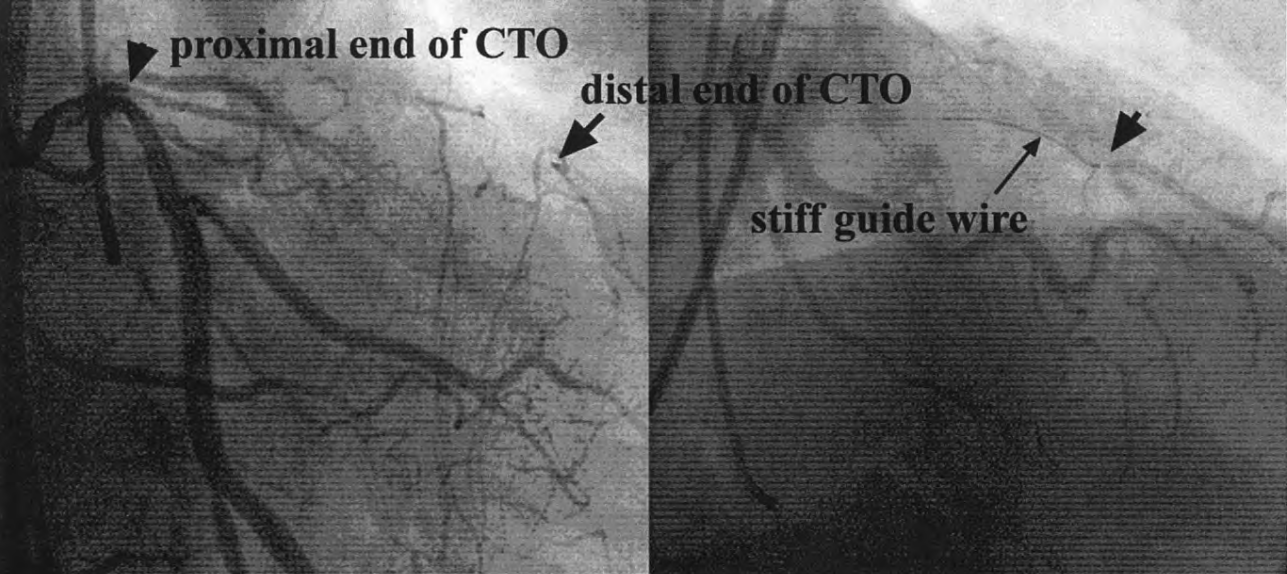 proximal end of CTO
distal end of CTO
stiff guide wire